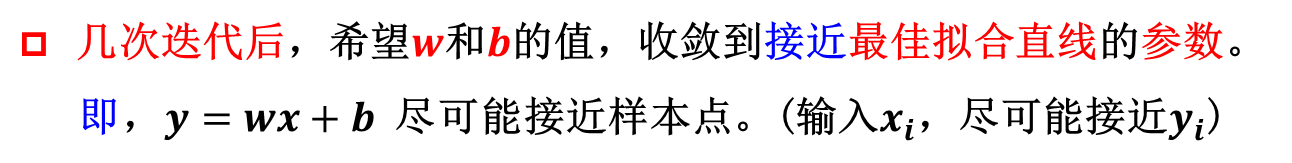 几次迭代后，希望w和b的值，收敛到接近最佳拟合直线的参数。
即，y = wx + b 尽可能接近样本点。(输入xᵢ，尽可能接近yᵢ)